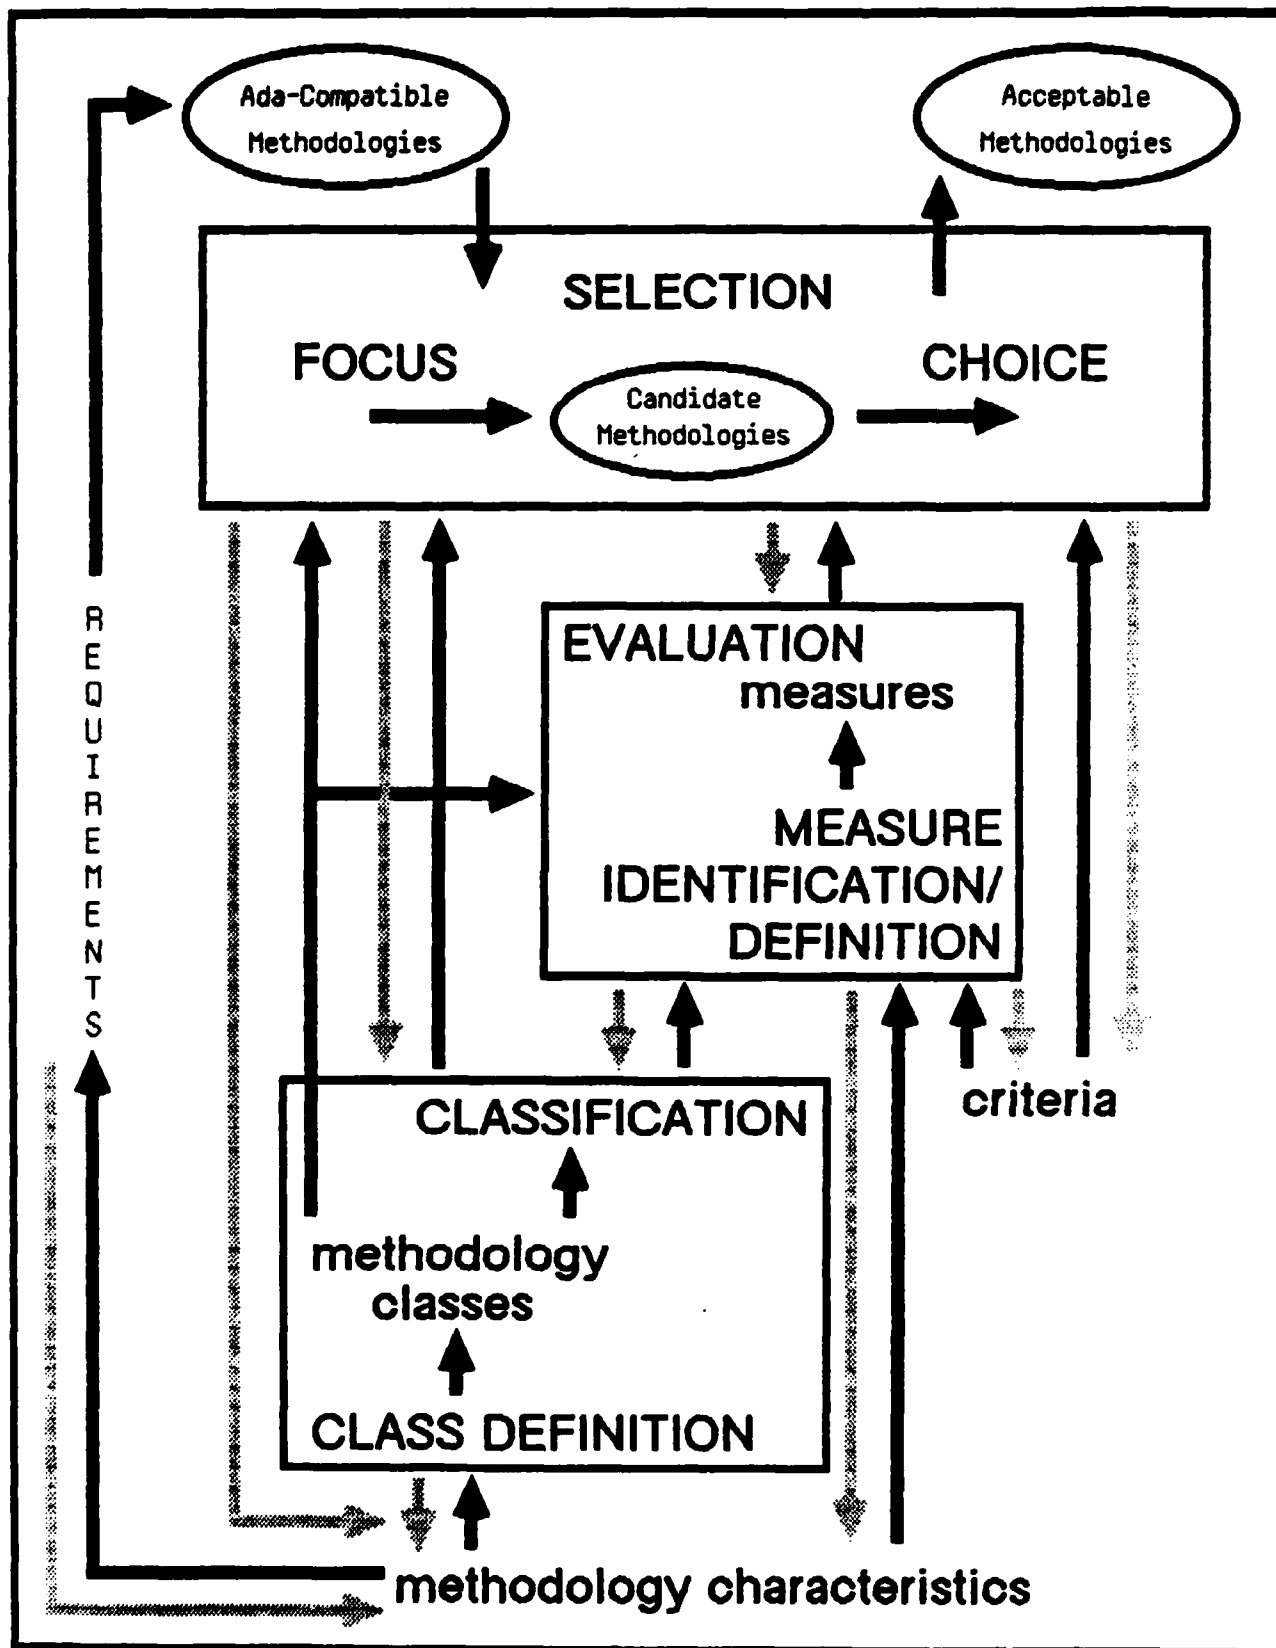 Ada-Compatible
Methodologies
Acceptable
Methodologies
SELECTION
FOCUS
CHOICE
Candidate
Methodologies
REQUIREMENTS
EVALUATION
measures
MEASURE
IDENTIFICATION/
DEFINITION
criteria
CLASSIFICATION
methodology
classes
CLASS DEFINITION
methodology characteristics